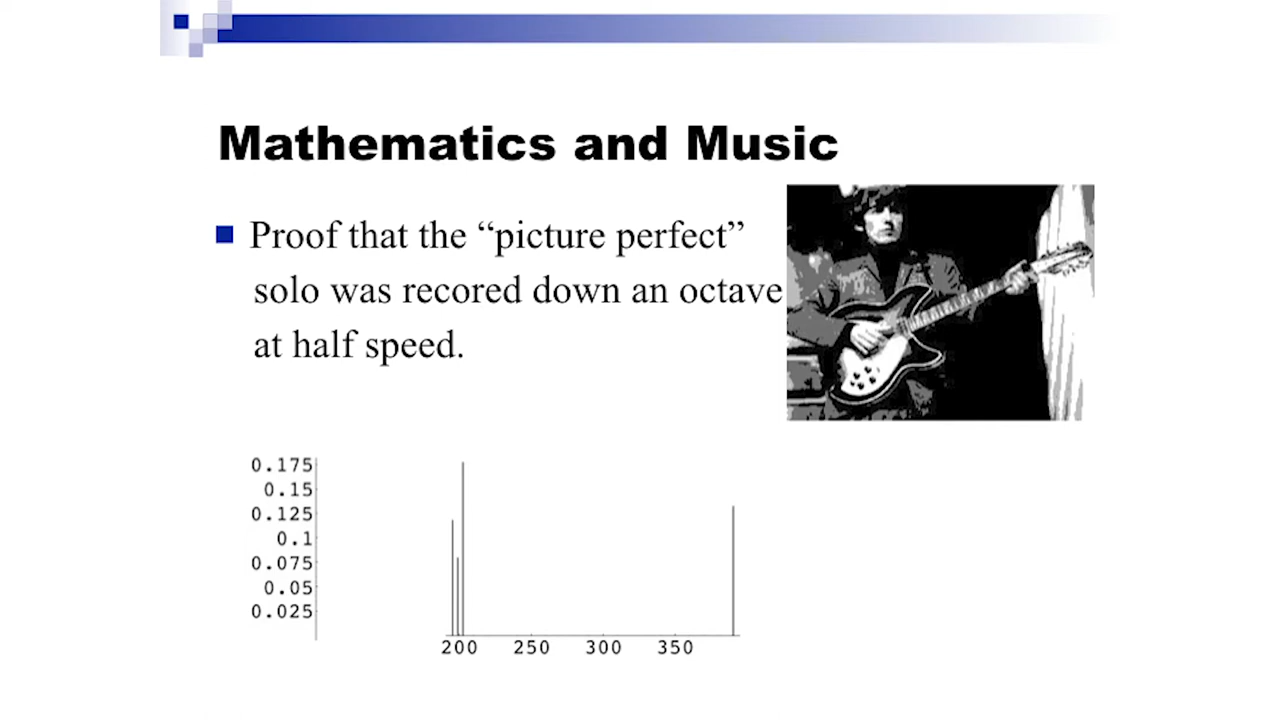 Mathematics and Music
Proof that the “picture perfect”
solo was recored down an octave
at half speed.
0.175
0.15
0.125
0.1
0.075
0.05
0.025
200 250 300 350